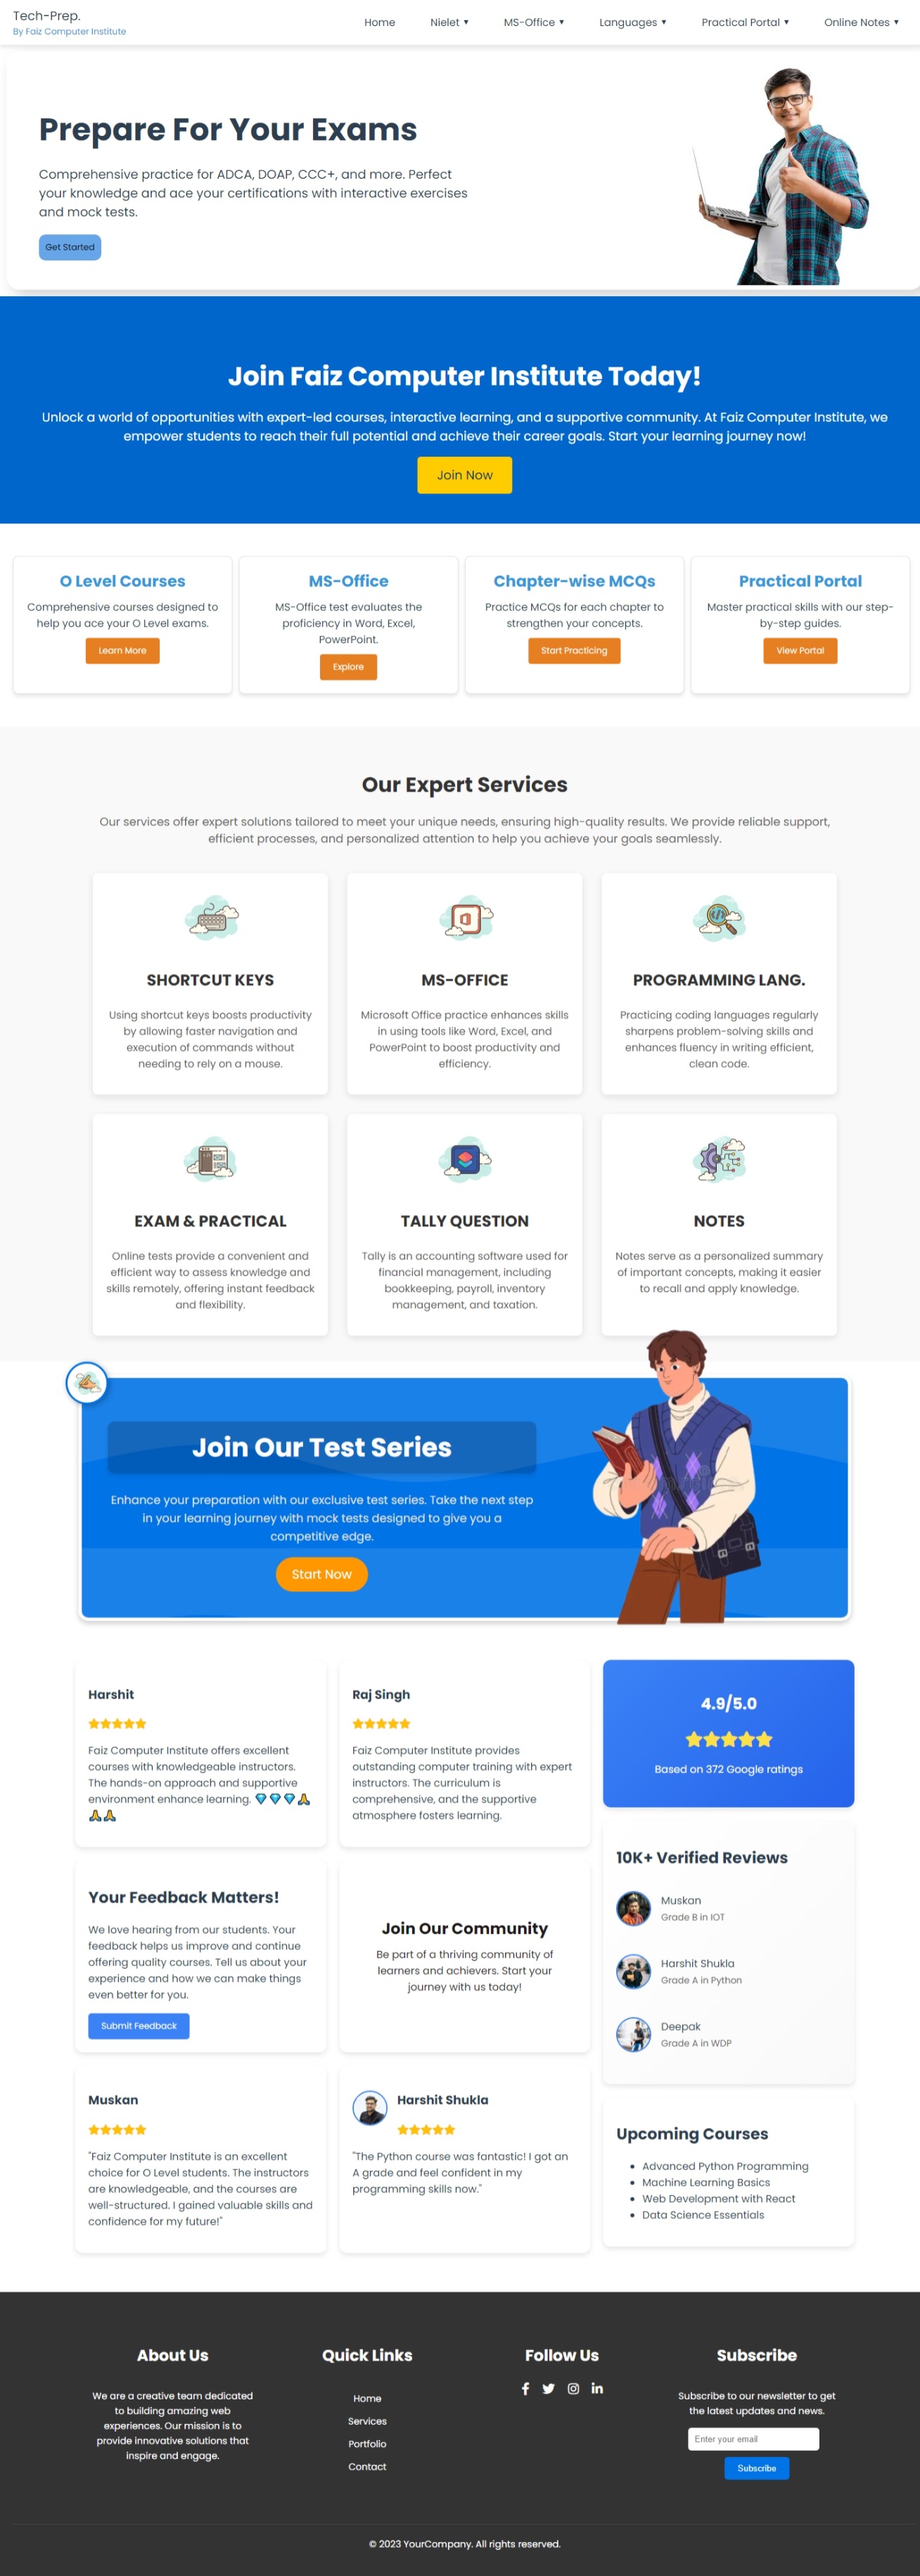 Tech-Prep.
By Faiz Computer Institute
Home
Nielet ▼
MS-Office ▼
Languages ▼
Practical Portal ▼
Online Notes ▼
Prepare For Your Exams
Comprehensive practice for ADCA, DOAP, CCC+, and more. Perfect
your knowledge and ace your certifications with interactive exercises
and mock tests.
Get Started
Join Faiz Computer Institute Today!
Unlock a world of opportunities with expert-led courses, interactive learning, and a supportive community. At Faiz Computer Institute, we
empower students to reach their full potential and achieve their career goals. Start your learning journey now!
Join Now
O Level Courses
Comprehensive courses designed to
help you ace your O Level exams.
Learn More
MS-Office
MS-Office test evaluates the
proficiency in Word, Excel,
PowerPoint.
Explore
Chapter-wise MCQs
Practice MCQs for each chapter to
strengthen your concepts.
Start Practicing
Practical Portal
Master practical skills with our step-
by-step guides.
View Portal
Our Expert Services
Our services offer expert solutions tailored to meet your unique needs, ensuring high-quality results. We provide reliable support,
efficient processes, and personalized attention to help you achieve your goals seamlessly.
SHORTCUT KEYS
Using shortcut keys boosts productivity
by allowing faster navigation and
execution of commands without
needing to rely on a mouse.
MS-OFFICE
Microsoft Office practice enhances skills
in using tools like Word, Excel, and
PowerPoint to boost productivity and
efficiency.
PROGRAMMING LANG.
Practicing coding languages regularly
sharpens problem-solving skills and
enhances fluency in writing efficient,
clean code.
EXAM & PRACTICAL
Online tests provide a convenient and
efficient way to assess knowledge and
skills remotely, offering instant feedback
and flexibility.
TALLY QUESTION
Tally is an accounting software used for
financial management, including
bookkeeping, payroll, inventory
management, and taxation.
NOTES
Notes serve as a personalized summary
of important concepts, making it easier
to recall and apply knowledge.
Join Our Test Series
Enhance your preparation with our exclusive test series. Take the next step
in your learning journey with mock tests designed to give you a
competitive edge.
Start Now
Harshit
★★★★★
Faiz Computer Institute offers excellent
courses with knowledgeable instructors.
The hands-on approach and supportive
environment enhance learning. 💎💎💎🙏
🙏🙏
Raj Singh
★★★★★
Faiz Computer Institute provides
outstanding computer training with expert
instructors. The curriculum is
comprehensive, and the supportive
atmosphere fosters learning.
4.9/5.0
★★★★★
Based on 372 Google ratings
Your Feedback Matters!
We love hearing from our students. Your
feedback helps us improve and continue
offering quality courses. Tell us about your
experience and how we can make things
even better for you.
Submit Feedback
Join Our Community
Be part of a thriving community of
learners and achievers. Start your
journey with us today!
10K+ Verified Reviews
Muskan
Grade B in IOT
Harshit Shukla
Grade A in Python
Deepak
Grade A in WDP
Muskan
★★★★★
"Faiz Computer Institute is an excellent
choice for O Level students. The instructors
are knowledgeable, and the courses are
well-structured. I gained valuable skills and
confidence for my future!"
Harshit Shukla
★★★★★
"The Python course was fantastic! I got an
A grade and feel confident in my
programming skills now."
Upcoming Courses
• Advanced Python Programming
• Machine Learning Basics
• Web Development with React
• Data Science Essentials
About Us
We are a creative team dedicated
to building amazing web
experiences. Our mission is to
provide innovative solutions that
inspire and engage.
Quick Links
Home
Services
Portfolio
Contact
Follow Us
Subscribe
Subscribe to our newsletter to get
the latest updates and news.
Enter your email
Subscribe
© 2023 YourCompany. All rights reserved.